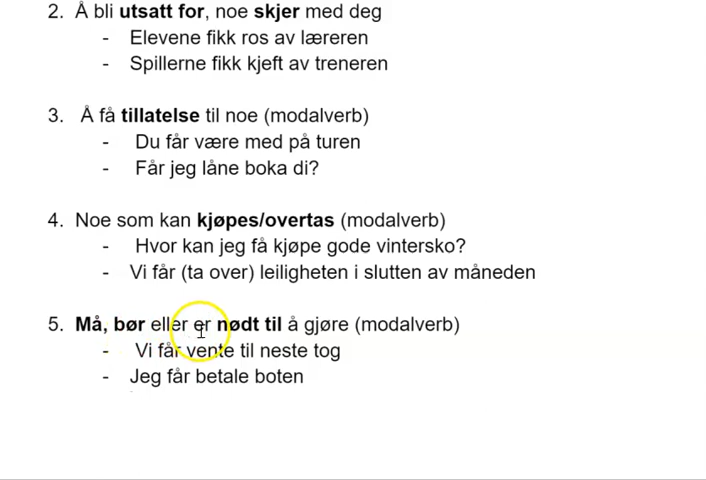 2. Å bli utsatt for, noe skjer med deg
- Elevene fikk ros av læreren
- Spillerne fikk kjeft av treneren
3. Å få tillatelse til noe (modalverb)
- Du får være med på turen
- Får jeg låne boka di?
4. Noe som kan kjøpes/overtas (modalverb)
- Hvor kan jeg få kjøpe gode vintersko?
- Vi får (ta over) leiligheten i slutten av måneden
5. Må, bør eller er nødt til å gjøre (modalverb)
- Vi får vente til neste tog
- Jeg får betale boten